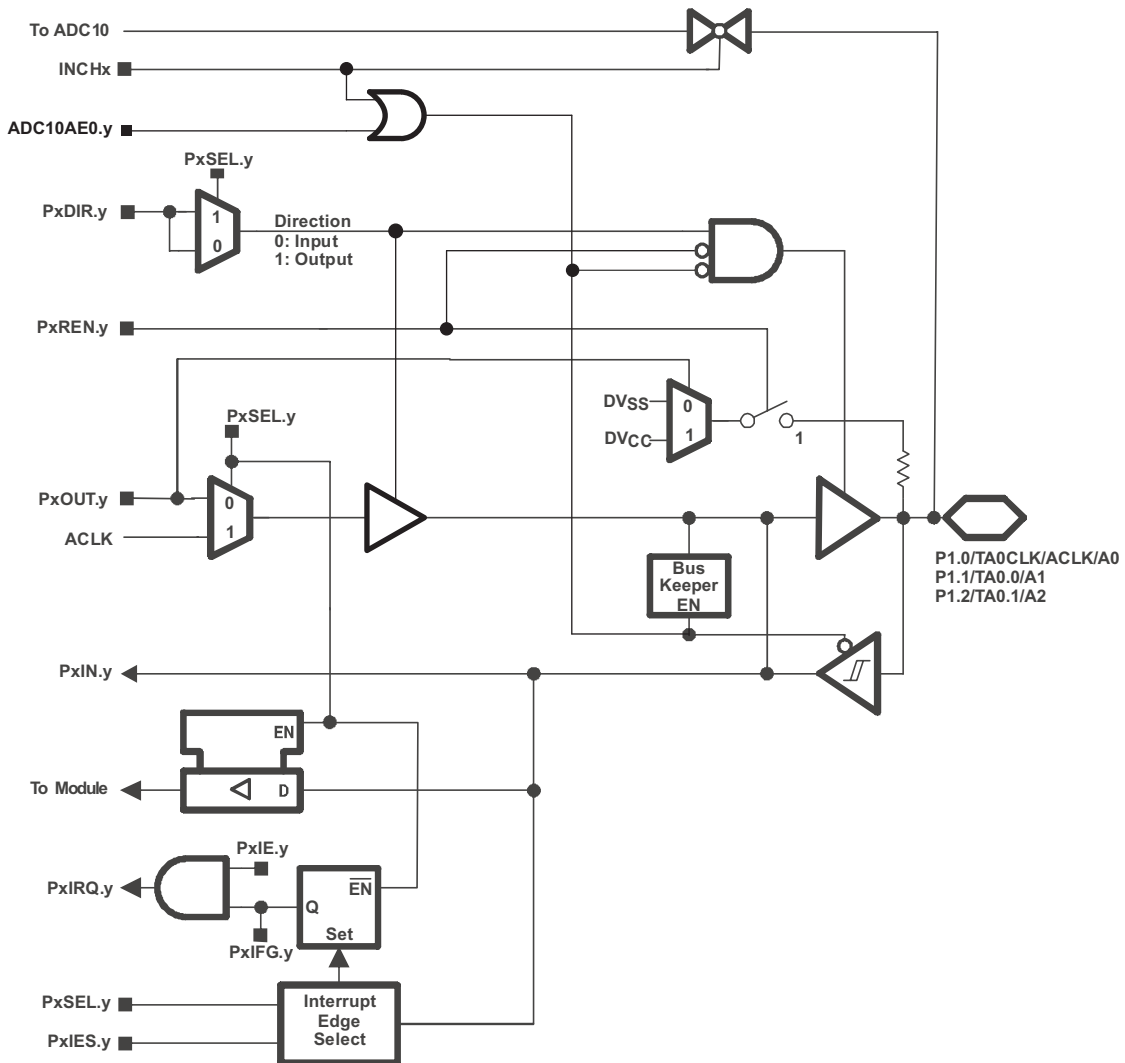 To ADC10
INCHx
ADC10AE0.y
PxSEL.y
PxDIR.y
1
0
Direction
0: Input
1: Output
PxREN.y
DVSS
0
DVCC
1
1
PxSEL.y
PxOUT.y
0
ACLK
1
Bus
Keeper
EN
P1.0/TA0CLK/ACLK/A0
P1.1/TA0.0/A1
P1.2/TA0.1/A2
PxIN.y
EN
To Module
D
PxIE.y
PxIRQ.y
EN
Q
Set
PxIFG.y
PxSEL.y
PxIES.y
Interrupt
Edge
Select